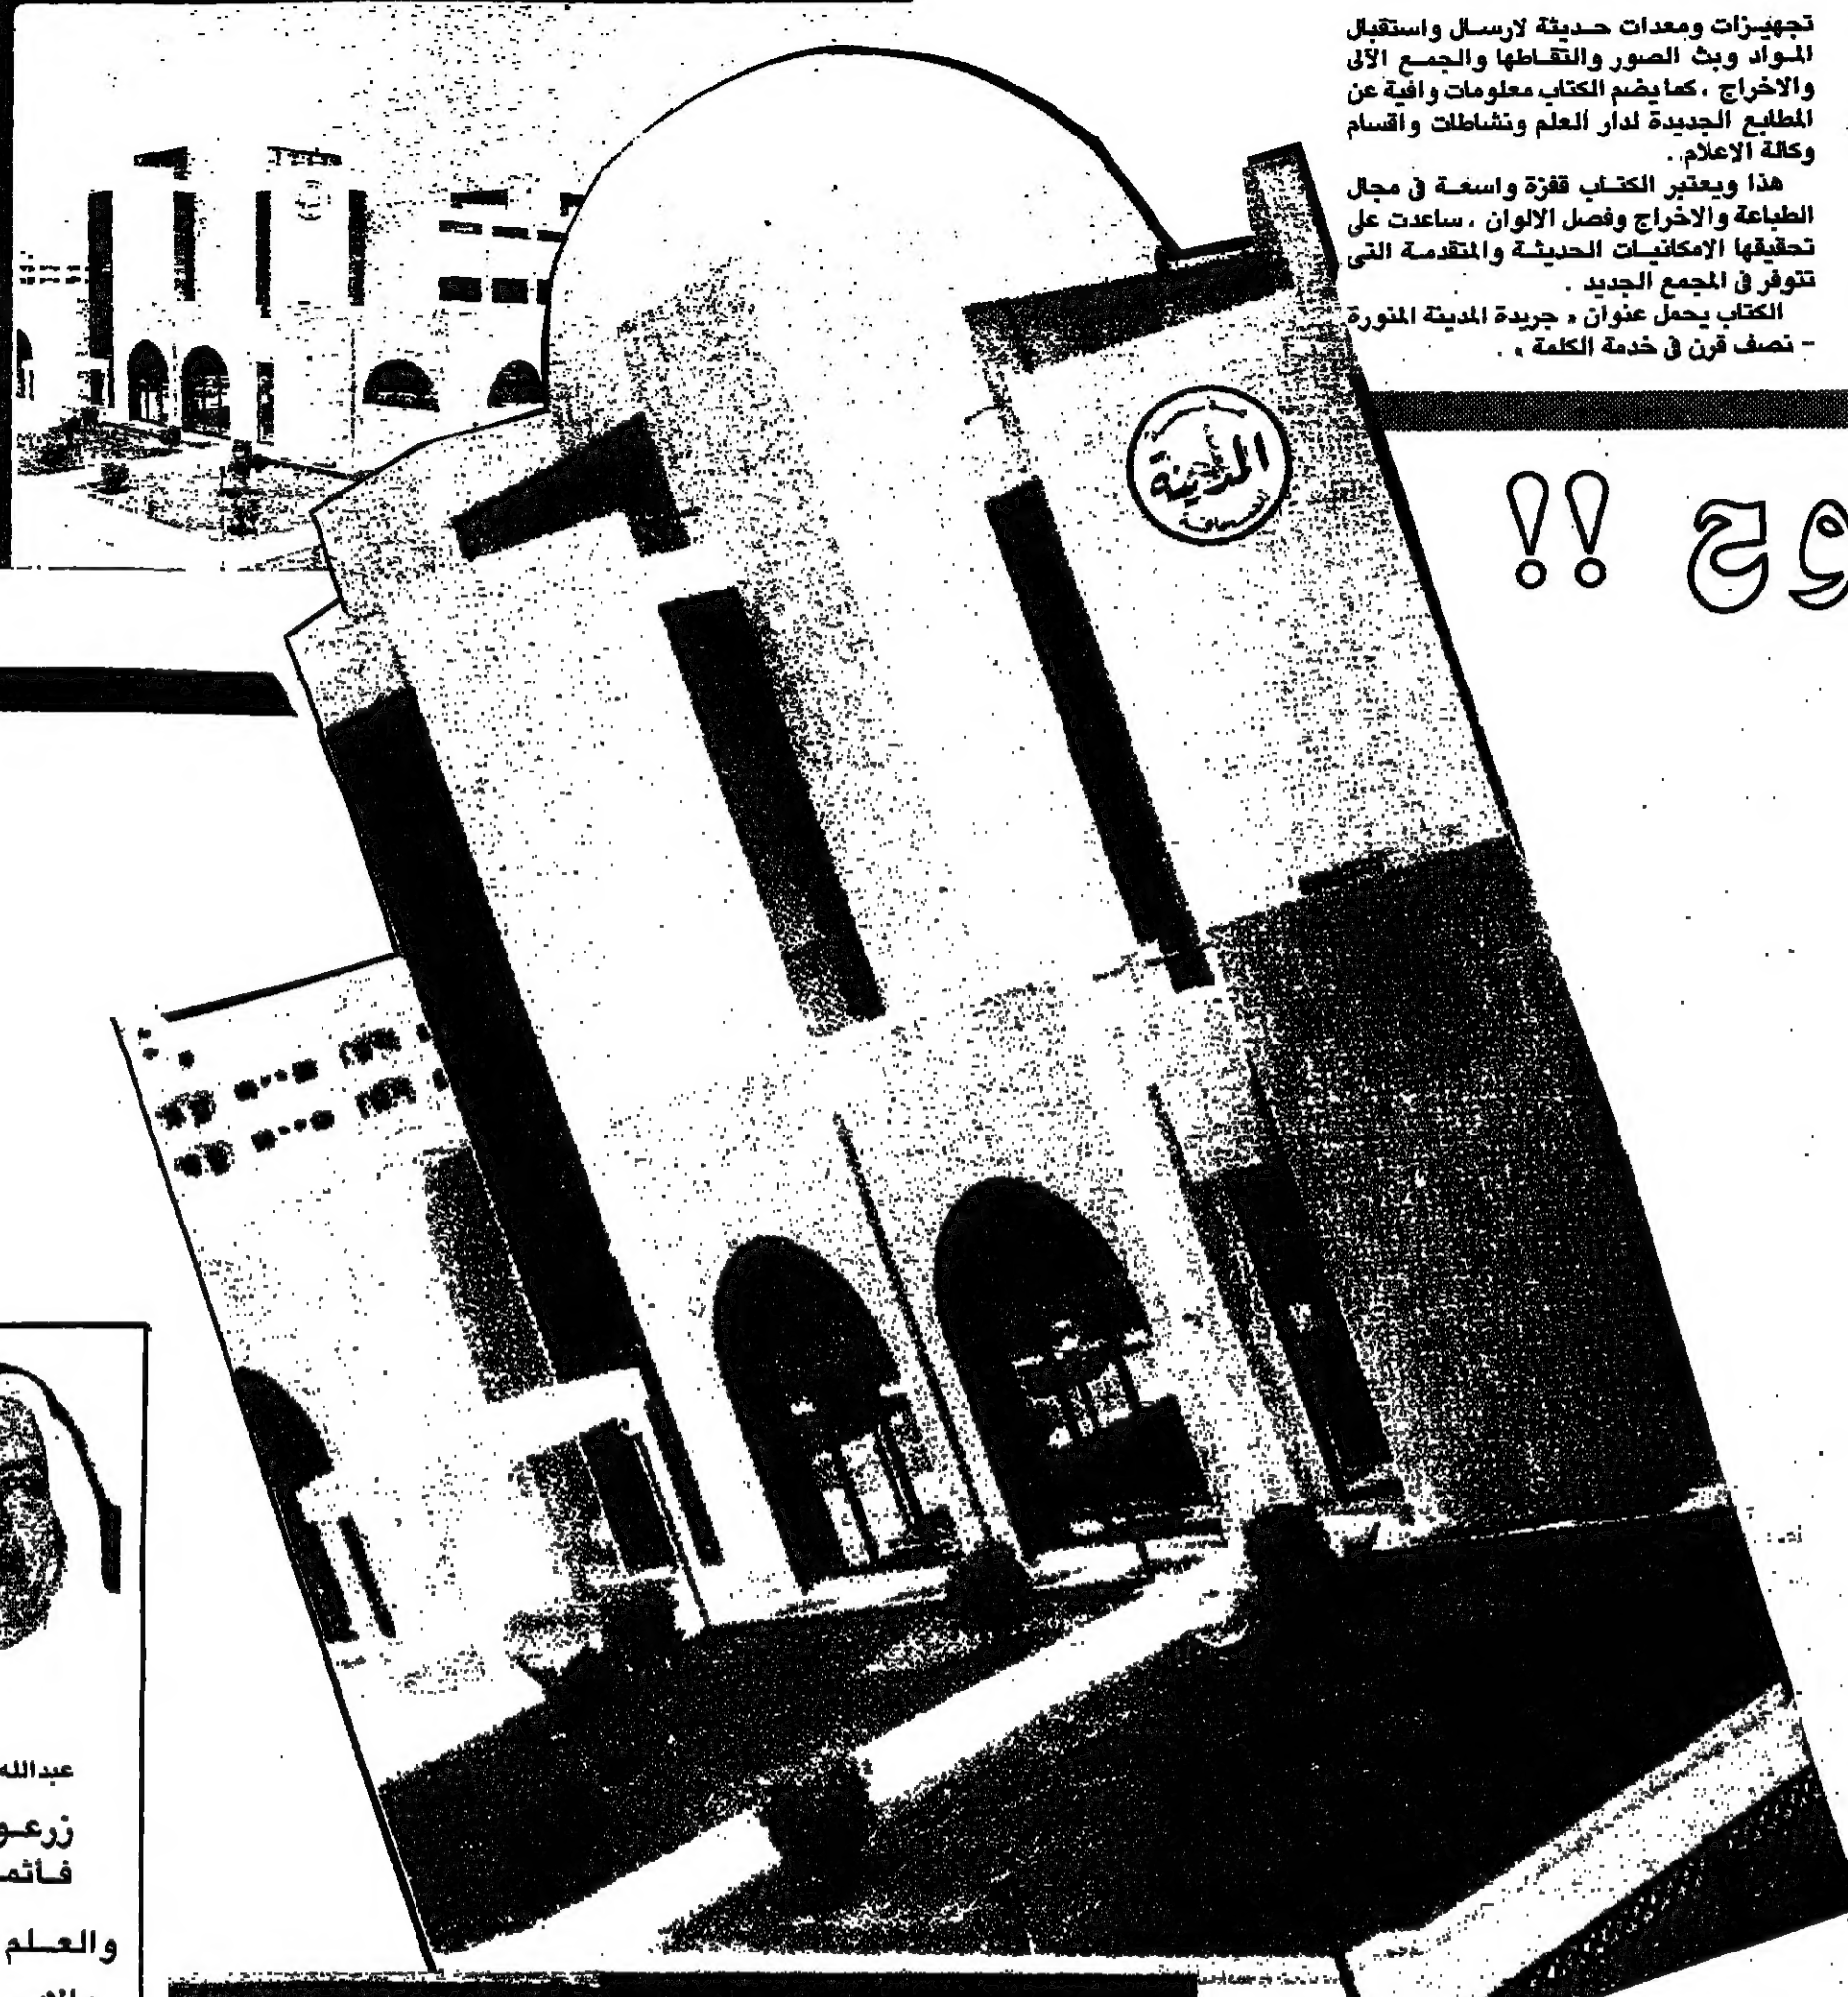 تجهيزات ومعدات حديثة لارسال واستقبال
المواد وبث الصور والتقاطها والجمع الآلى
والاخراج ، كما يضم الكتاب معلومات وافية عن
المطابع الجديدة لدار العلم ونشاطات واقسام
وكالة الاعلام ..
هذا ويعتبر الكتاب قفزة واسعة فى مجال
الطباعة والاخراج وفصل الالوان ، ساعدت على
تحقيقها الامكانيات الحديثة والمتقدمة التى
تتوفر فى المجمع الجديد .
الكتاب يحمل عنوان « جريدة المدينة المنورة
- نصف قرن فى خدمة الكلمة » .
وح !!
المدينة
للصحافة
عبدالله
زرعو
فأثمـ
والعلم